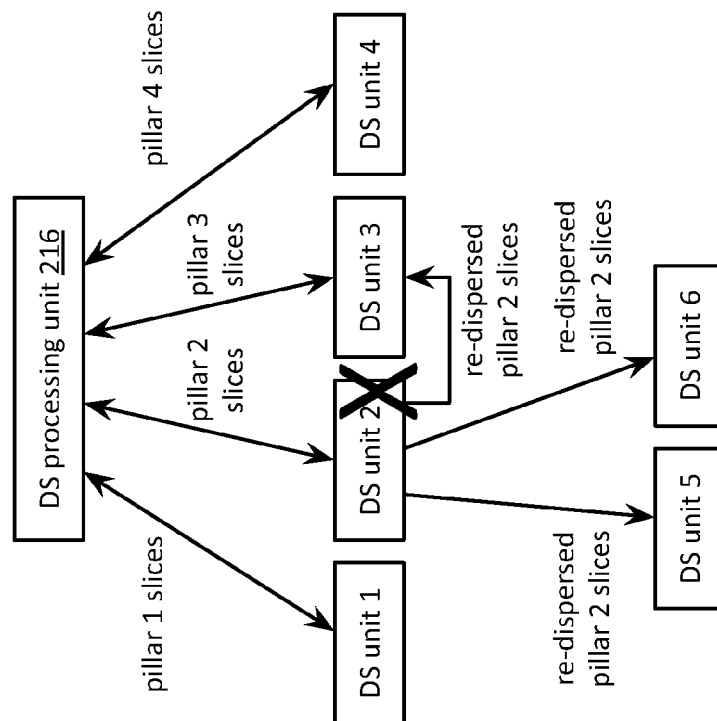 DS processing unit 216
pillar 1 slices
pillar 2
slices
pillar 3
slices
pillar 4 slices
DS unit 1
DS unit 2
DS unit 3
DS unit 4
re-dispersed
pillar 2 slices
re-dispersed
pillar 2 slices
re-dispersed
pillar 2 slices
DS unit 5
DS unit 6